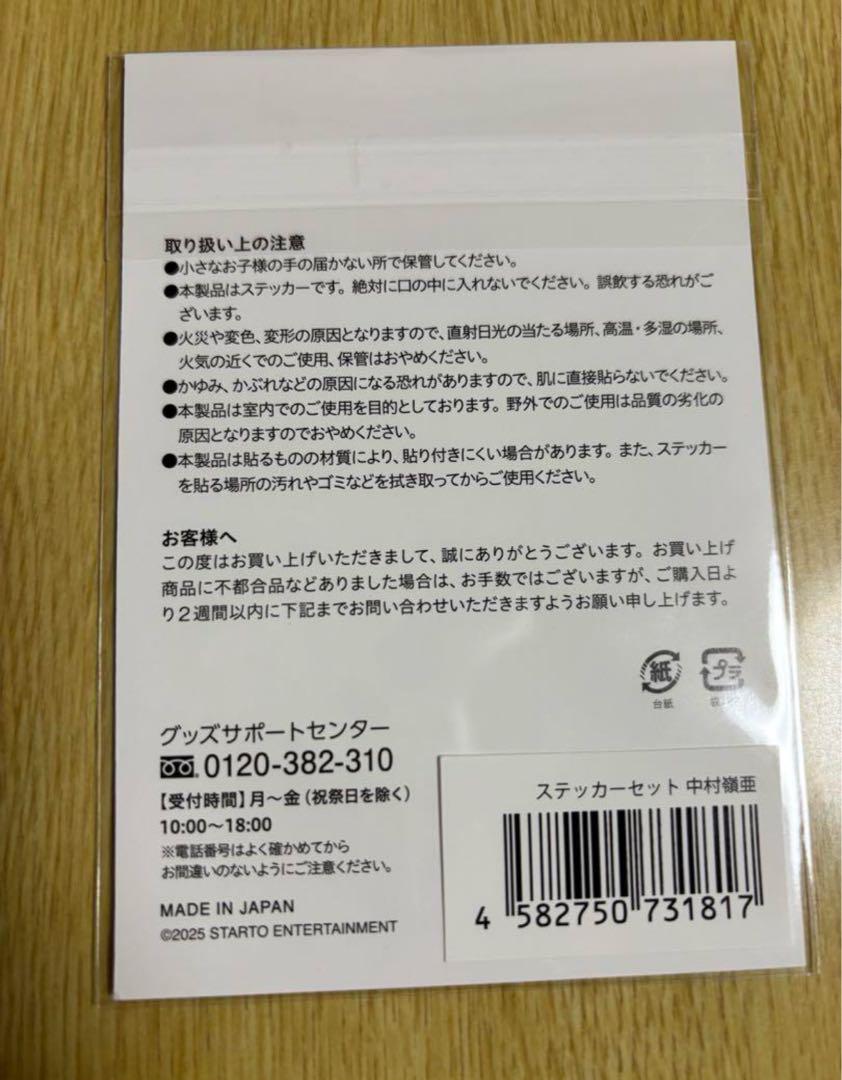 取り扱い上の注意
●小さなお子様の手の届かない所で保管してください。
●本製品はステッカーです。絶対に口の中に入れないでください。誤飲する恐れがご
ざいます。
●火災や変色、変形の原因となりますので、直射日光の当たる場所、高温・多湿の場所、
火気の近くでのご使用、保管はおやめください。
●かゆみ、かぶれなどの原因になる恐れがありますので、肌に直接貼らないでください。
●本製品は室内でのご使用を目的としております。野外でのご使用は品質の劣化の
原因となりますのでおやめください。
●本製品は貼るものの材質により、貼り付きにくい場合があります。また、ステッカー
を貼る場所の汚れやゴミなどを拭き取ってからご使用ください。
お客様へ
この度はお買い上げいただきまして、誠にありがとうございます。お買い上げ
商品に不都合品などありました場合は、お手数ではございますが、ご購入日よ
り2週間以内に下記までお問い合わせいただきますようお願い申し上げます。
紙 プラ
台紙
グッズサポートセンター
0120-382-310
【受付時間】月〜金(祝祭日を除く)
10:00〜18:00
※電話番号はよく確かめてから
お間違いのないようにご注意ください。
MADE IN JAPAN
©2025 STARTO ENTERTAINMENT
ステッカーセット 中村嶺亜
4 582750 731817